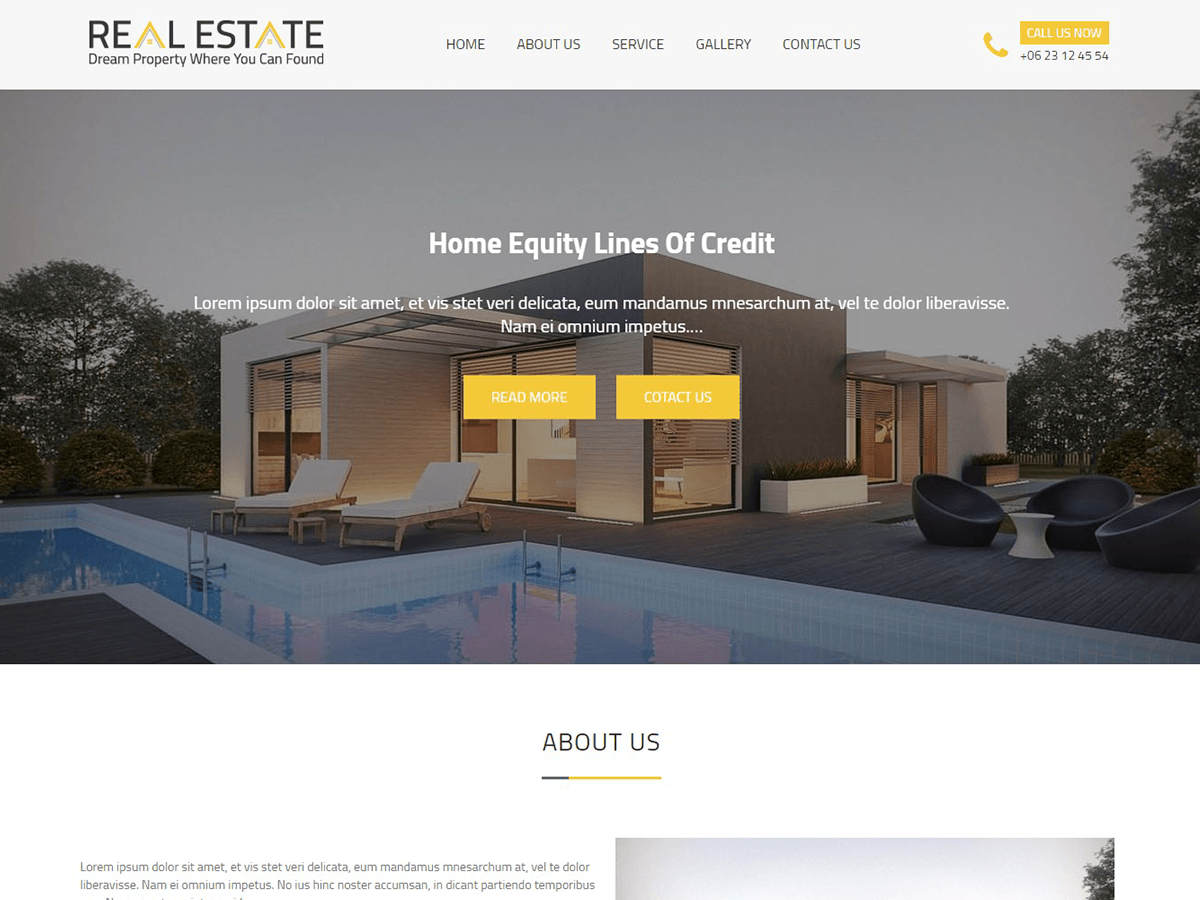 REAL ESTATE
Dream Property Where You Can Found
HOME ABOUT US SERVICE GALLERY CONTACT US
CALL US NOW
+06 23 12 45 54
Home Equity Lines Of Credit
Lorem ipsum dolor sit amet, et vis stet veri delicata, eum mandamus mnesarchum at, vel te dolor liberavisse.
Nam ei omnium impetus....
READ MORE COTACT US
ABOUT US
Lorem ipsum dolor sit amet, et vis stet veri delicata, eum mandamus mnesarchum at, vel te dolor
liberavisse. Nam ei omnium impetus. No ius hinc noster accumsan, in dicant partiendo temporibus